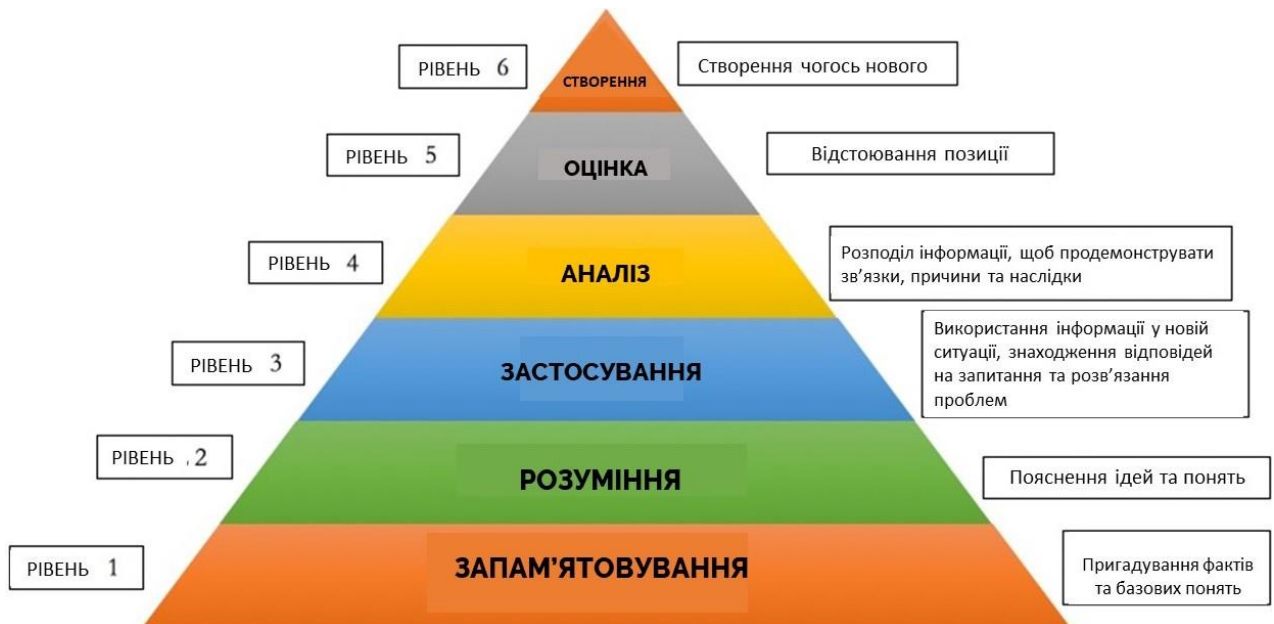 РІВЕНЬ 6
СТВОРЕННЯ
Створення чогось нового
РІВЕНЬ 5
ОЦІНКА
Відстоювання позиції
РІВЕНЬ 4
АНАЛІЗ
Розподіл інформації, щоб продемонструвати
зв’язки, причини та наслідки
РІВЕНЬ 3
ЗАСТОСУВАННЯ
Використання інформації у новій
ситуації, знаходження відповідей
на запитання та розв’язання
проблем
РІВЕНЬ 2
РОЗУМІННЯ
Пояснення ідей та понять
РІВЕНЬ 1
ЗАПАМ’ЯТОВУВАННЯ
Пригадування фактів
та базових понять